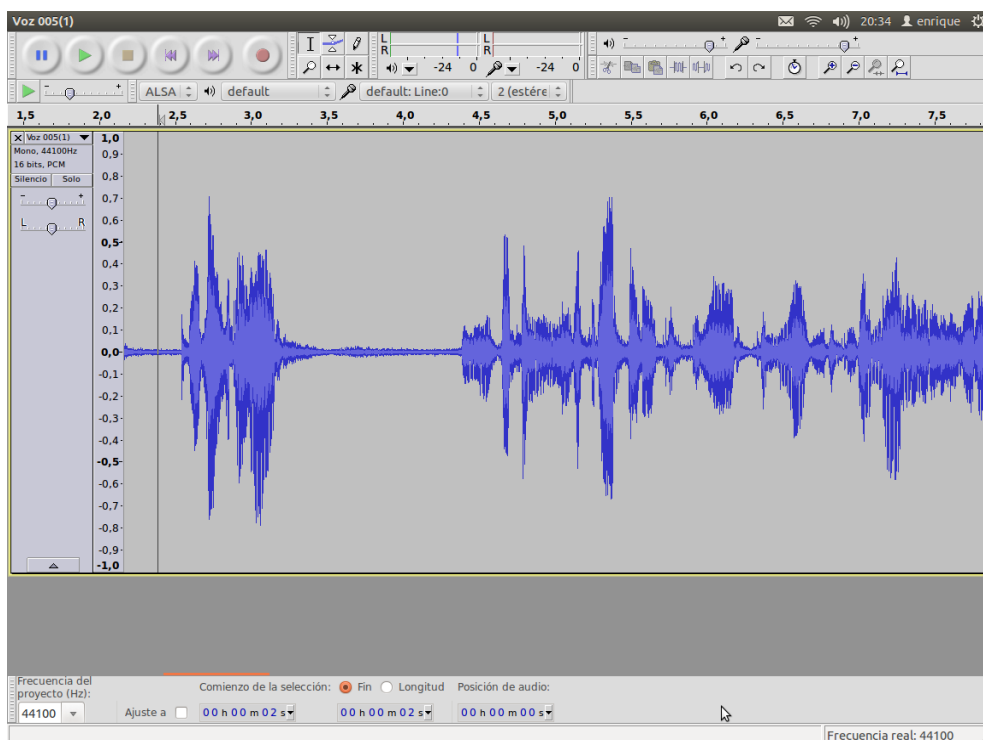 Voz 005(1) 20:34 enrique
L R L R
-24 0 -24 0
ALSA default default: Line:0 2 (estére
1,5 2,0 2,5 3,0 3,5 4,0 4,5 5,0 5,5 6,0 6,5 7,0 7,5
X Voz 005(1)
Mono, 44100Hz
16 bits, PCM
Silencio Solo
- +
L R
1,0
0,9
0,8
0,7
0,6
0,5
0,4
0,3
0,2
0,1
0,0
-0,1
-0,2
-0,3
-0,4
-0,5
-0,6
-0,7
-0,8
-0,9
-1,0
Frecuencia del
proyecto (Hz):
Comienzo de la selección: Fin Longitud Posición de audio:
44100 Ajuste a 00 h 00 m 02 s 00 h 00 m 02 s 00 h 00 m 00 s
Frecuencia real: 44100